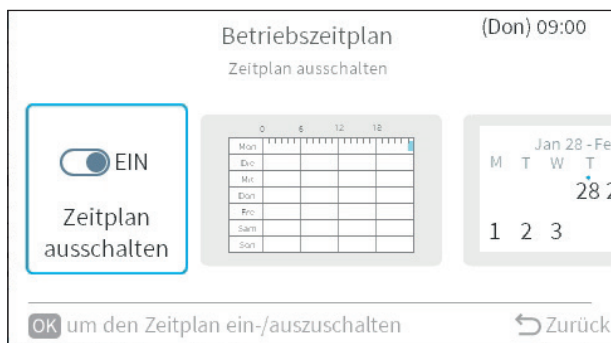 Betriebszeitplan
(Don) 09:00
Zeitplan ausschalten
EIN
Zeitplan
ausschalten
0 6 12 18
Mon
Die
Mit
Don
Fre
Sam
Son
Jan 28 - Fe
M T W T
28 2
1 2 3
OK um den Zeitplan ein-/auszuschalten
Zurück